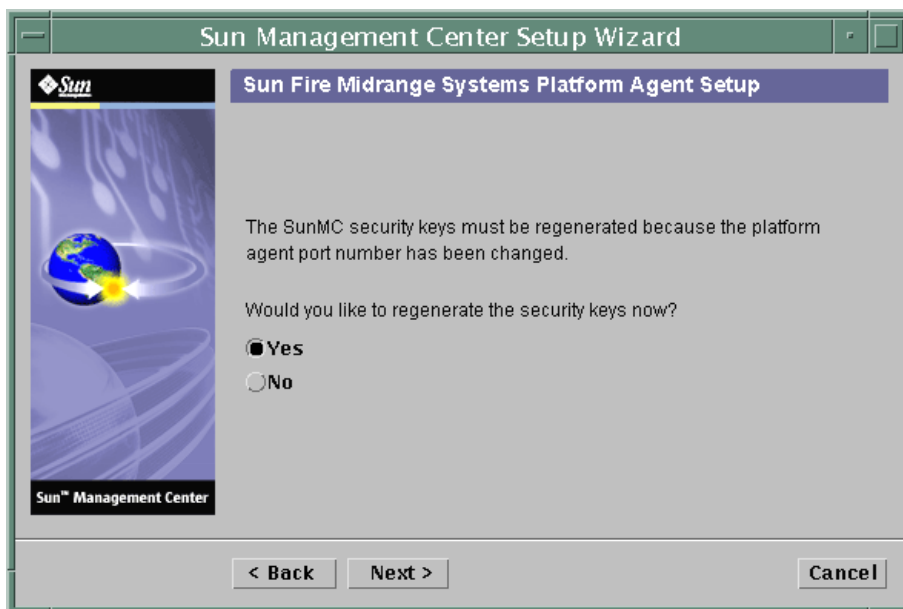 Sun Management Center Setup Wizard
Sun
Sun Fire Midrange Systems Platform Agent Setup
The SunMC security keys must be regenerated because the platform
agent port number has been changed.
Would you like to regenerate the security keys now?
Yes
No
Sun™ Management Center
< Back
Next >
Cancel